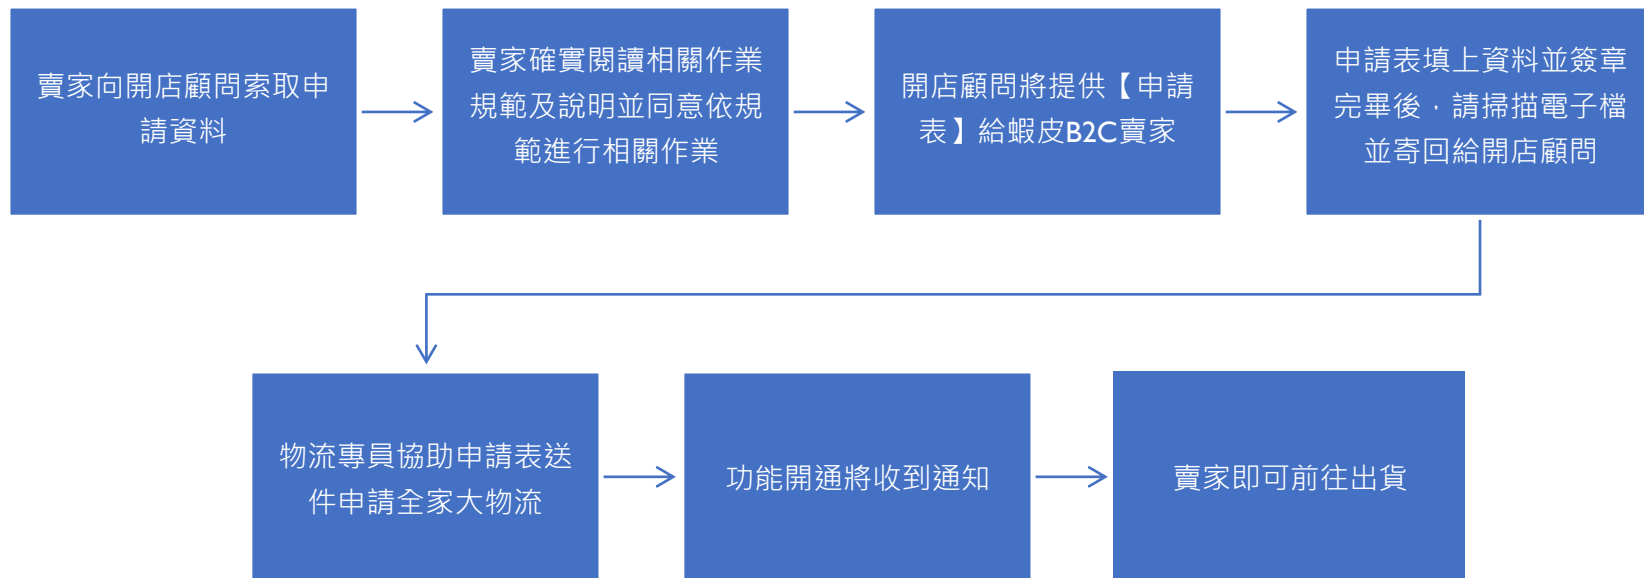 賣家向開店顧問索取申
請資料
賣家確實閱讀相關作業
規範及說明並同意依規
範進行相關作業
開店顧問將提供【申請
表】給蝦皮B2C賣家
申請表填上資料並簽章
完畢後，請掃描電子檔
並寄回給開店顧問
物流專員協助申請表送
件申請全家大物流
功能開通將收到通知
賣家即可前往出貨